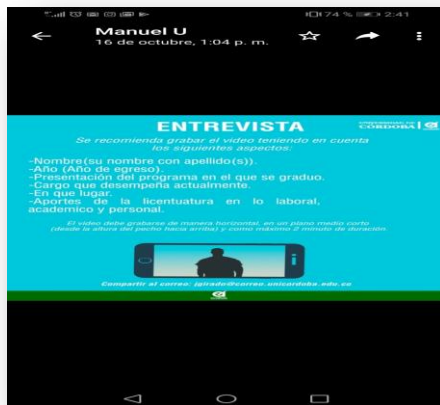 74 % 2:41
Manuel U
16 de octubre, 1:04 p. m.
ENTREVISTA
CÓRDOBA
Se recomienda grabar el video teniendo en cuenta
los siguientes aspectos:
-Nombre(su nombre con apellido(s)).
-Año (Año de egreso).
-Presentación del programa en el que se graduo.
-Cargo que desempeña actualmente.
-En que lugar.
-Aportes de la licentuatura en lo laboral,
academico y personal.
El video debe grabarse de manera horizontal, en un plano medio corto
(desde la altura del pecho hacia arriba) y como máximo 2 minuto de duración.
Compartir al correo: jgirado@correo.unicordoba.edu.co